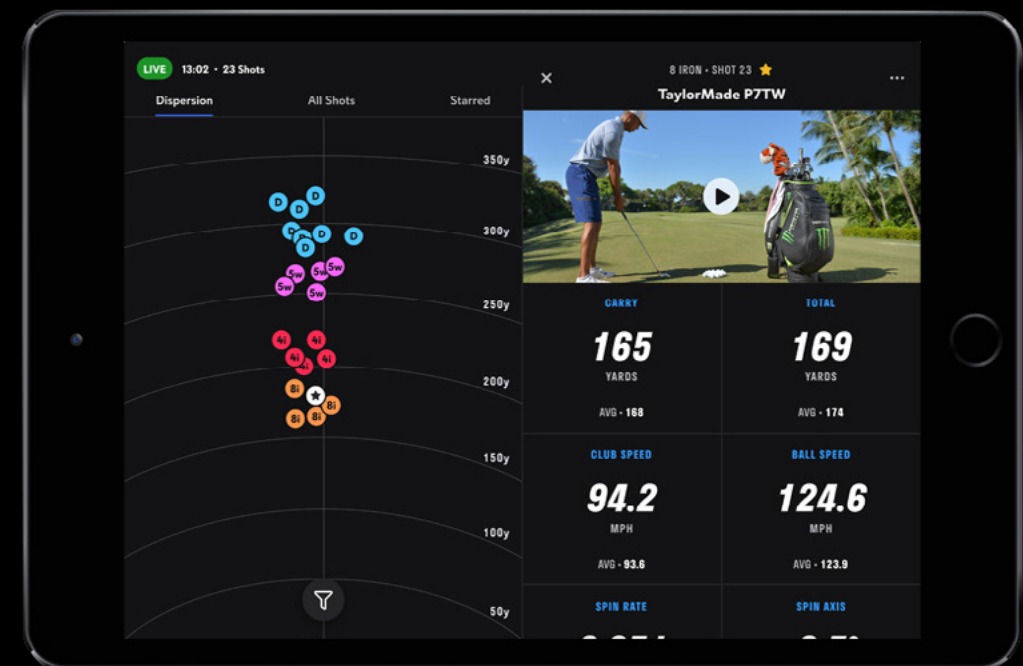 LIVE 13:02 • 23 Shots
Dispersion All Shots Starred
350y
300y
250y
200y
150y
100y
50y
D
D
D
D
D
D
D
5w
5w
5w
5w
5w
4i
4i
4i
4i
4i
8i
8i
8i
8i
8 IRON • SHOT 23
TaylorMade P7TW
CARRY
165
YARDS
AVG • 168
TOTAL
169
YARDS
AVG • 174
CLUB SPEED
94.2
MPH
AVG • 93.6
BALL SPEED
124.6
MPH
AVG • 123.9
SPIN RATE
SPIN AXIS